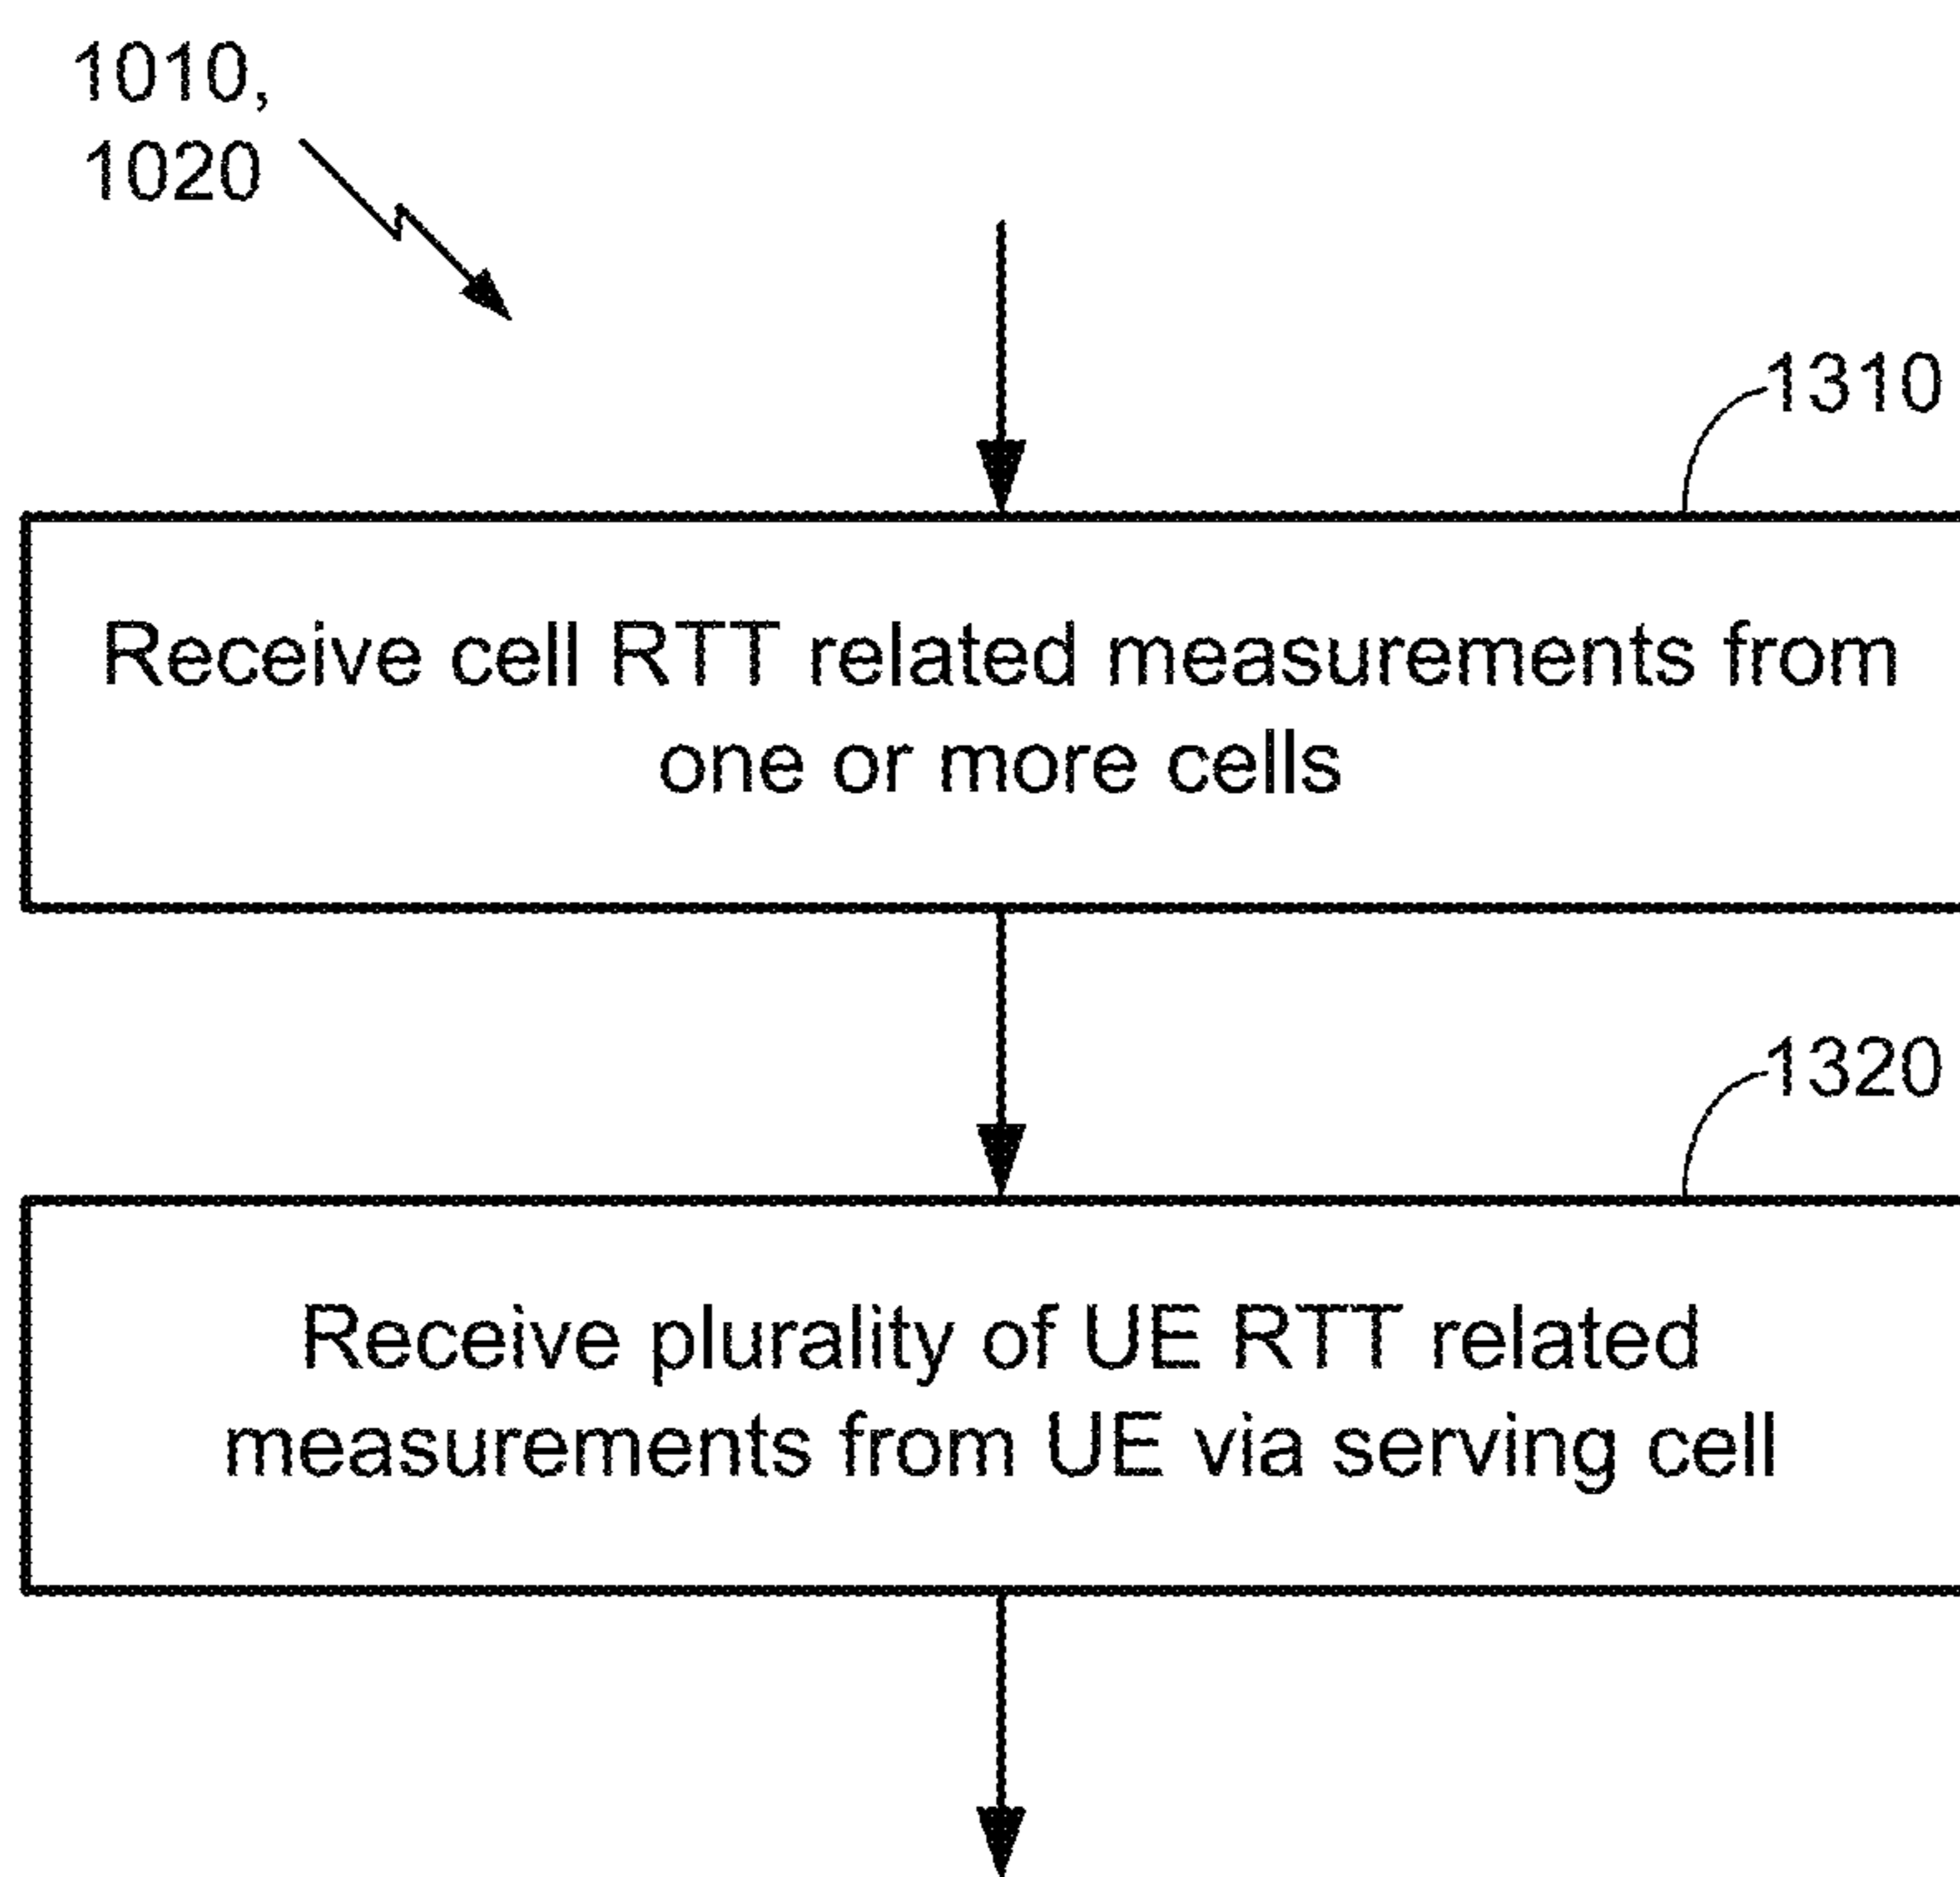 1010,
1020
1310
Receive cell RTT related measurements from
one or more cells
1320
Receive plurality of UE RTT related
measurements from UE via serving cell